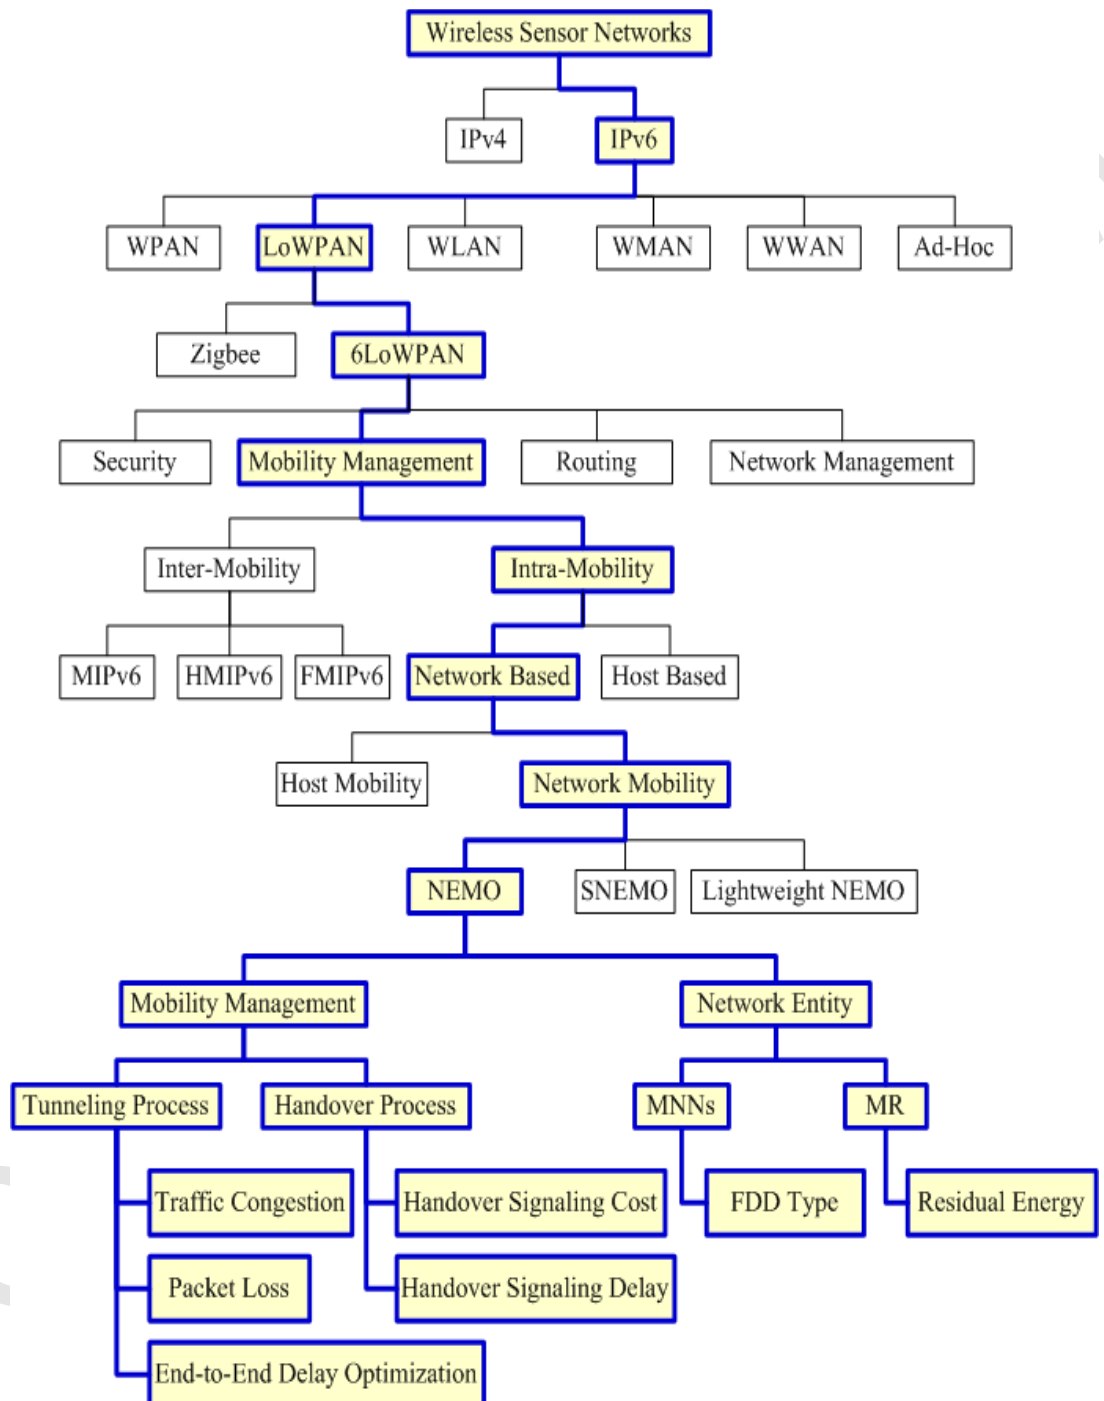 Wireless Sensor Networks
IPv4
IPv6
WPAN
LoWPAN
WLAN
WMAN
WWAN
Ad-Hoc
Zigbee
6LoWPAN
Security
Mobility Management
Routing
Network Management
Inter-Mobility
Intra-Mobility
MIPv6
HMIPv6
FMIPv6
Network Based
Host Based
Host Mobility
Network Mobility
NEMO
SNEMO
Lightweight NEMO
Mobility Management
Network Entity
Tunneling Process
Handover Process
MNNs
MR
Traffic Congestion
Handover Signaling Cost
FDD Type
Residual Energy
Packet Loss
Handover Signaling Delay
End-to-End Delay Optimization